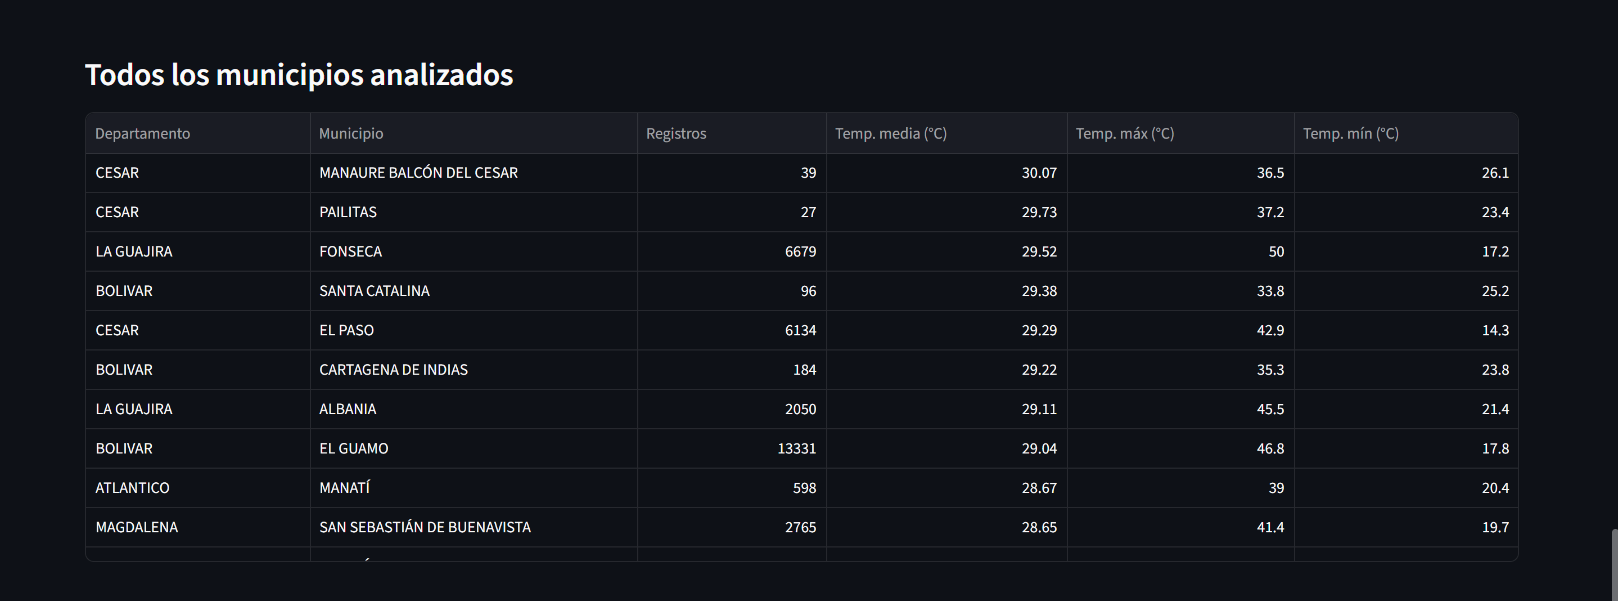 Todos los municipios analizados
Departamento Municipio Registros Temp. media (°C) Temp. máx (°C) Temp. mín (°C)
CESAR MANAURE BALCÓN DEL CESAR 39 30.07 36.5 26.1
CESAR PAILITAS 27 29.73 37.2 23.4
LA GUAJIRA FONSECA 6679 29.52 50 17.2
BOLIVAR SANTA CATALINA 96 29.38 33.8 25.2
CESAR EL PASO 6134 29.29 42.9 14.3
BOLIVAR CARTAGENA DE INDIAS 184 29.22 35.3 23.8
LA GUAJIRA ALBANIA 2050 29.11 45.5 21.4
BOLIVAR EL GUAMO 13331 29.04 46.8 17.8
ATLANTICO MANATÍ 598 28.67 39 20.4
MAGDALENA SAN SEBASTIÁN DE BUENAVISTA 2765 28.65 41.4 19.7